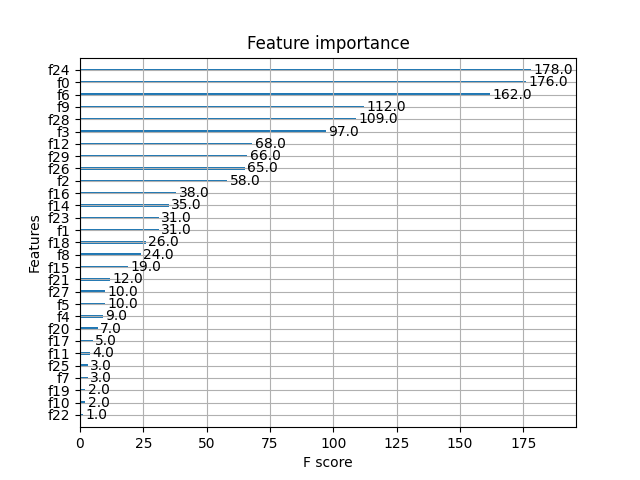 Feature importance
f24 178.0
f0 176.0
f6 162.0
f9 112.0
f28 109.0
f3 97.0
f12 68.0
f29 66.0
f26 65.0
f2 58.0
f16 38.0
f14 35.0
f23 31.0
f1 31.0
f18 26.0
f8 24.0
f15 19.0
f21 12.0
f27 10.0
f5 10.0
f4 9.0
f20 7.0
f17 5.0
f11 4.0
f25 3.0
f7 3.0
f19 2.0
f10 2.0
f22 1.0
Features
0 25 50 75 100 125 150 175
F score